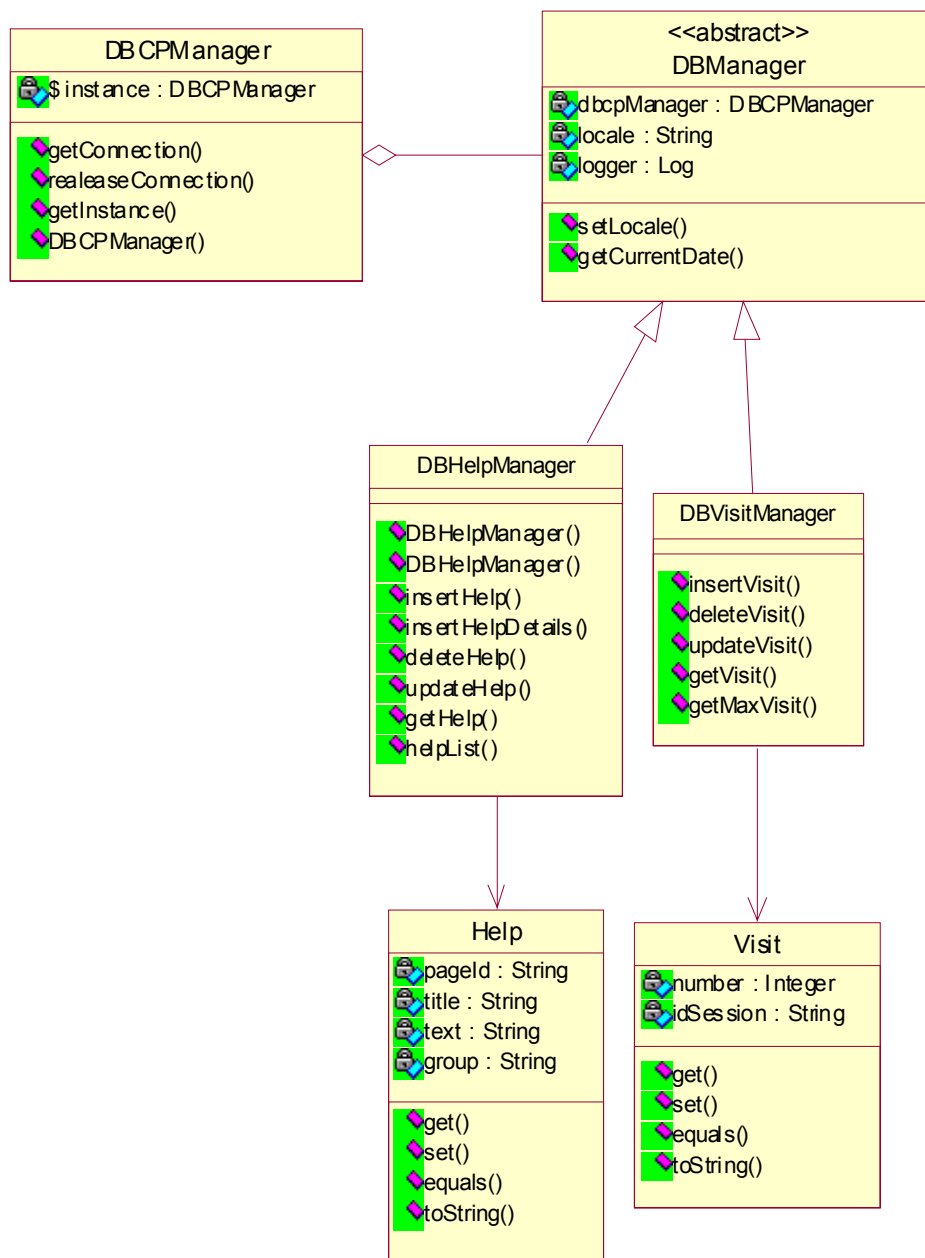 DBCPManager
$instance : DBCPManager
getConnection()
realeaseConnection()
getInstance()
DBCPManager()
<<abstract>>
DBManager
dbcpManager : DBCPManager
locale : String
logger : Log
setLocale()
getCurrentDate()
DBHelpManager
DBHelpManager()
DBHelpManager()
insertHelp()
insertHelpDetails()
deleteHelp()
updateHelp()
getHelp()
helpList()
DBVisitManager
insertVisit()
deleteVisit()
updateVisit()
getVisit()
getMaxVisit()
Help
pageId : String
title : String
text : String
group : String
get()
set()
equals()
toString()
Visit
number : Integer
idSession : String
get()
set()
equals()
toString()